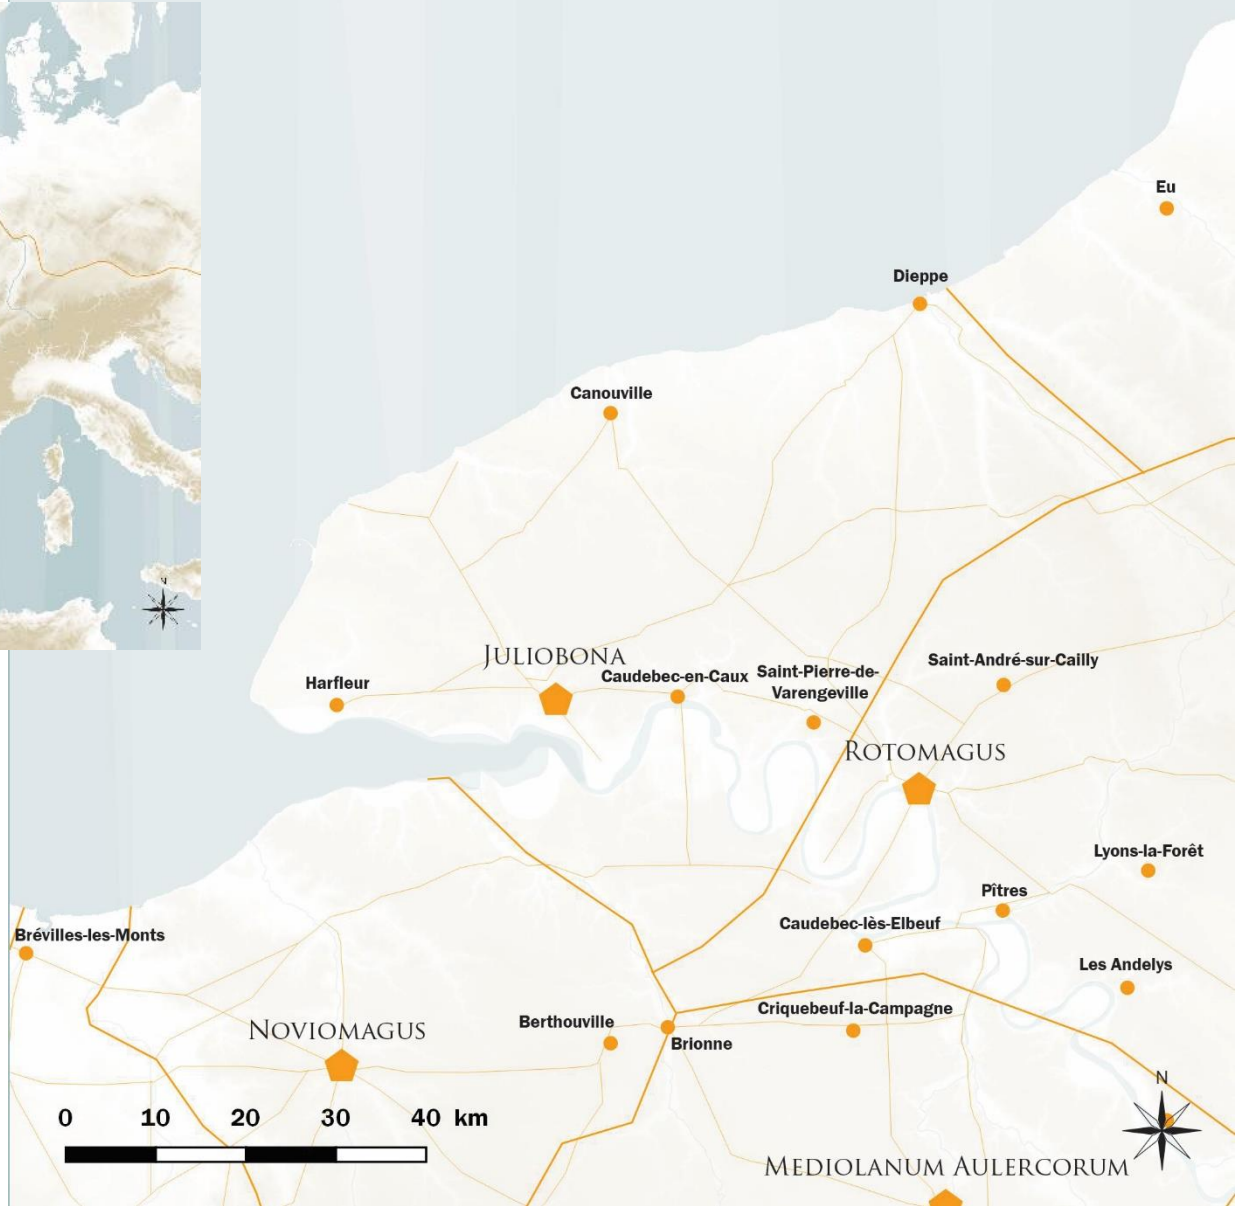 Eu
Dieppe
Canouville
N
JULIOBONA
Saint-André-sur-Cailly
Caudebec-en-Caux
Saint-Pierre-de-
Varengeville
Harfleur
ROTOMAGUS
Lyons-la-Forêt
Pîtres
Caudebec-lès-Elbeuf
Brévilles-les-Monts
Les Andelys
Criquebeuf-la-Campagne
Berthouville
NOVIOMAGUS
Brionne
N
0 10 20 30 40 km
MEDIOLANUM AULERCORUM